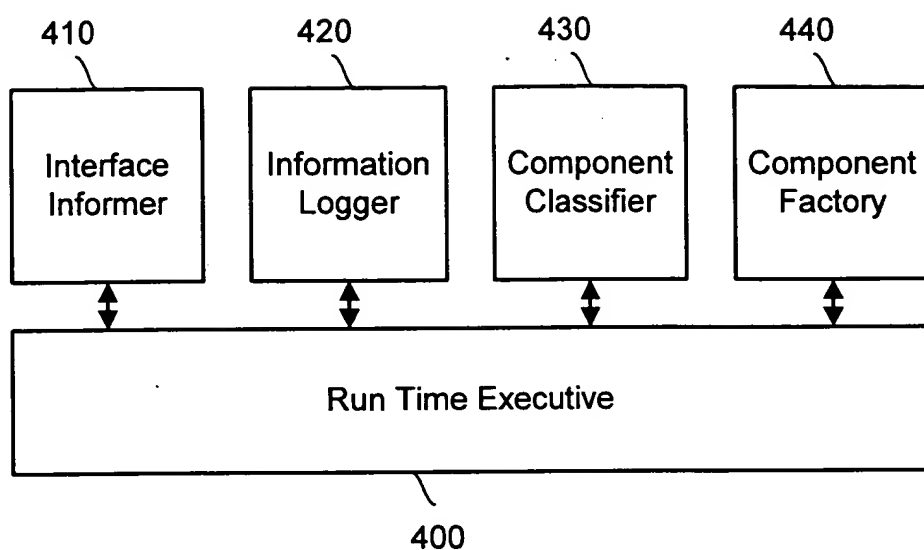 410
420
430
440
Interface
Informer
Information
Logger
Component
Classifier
Component
Factory
Run Time Executive
400